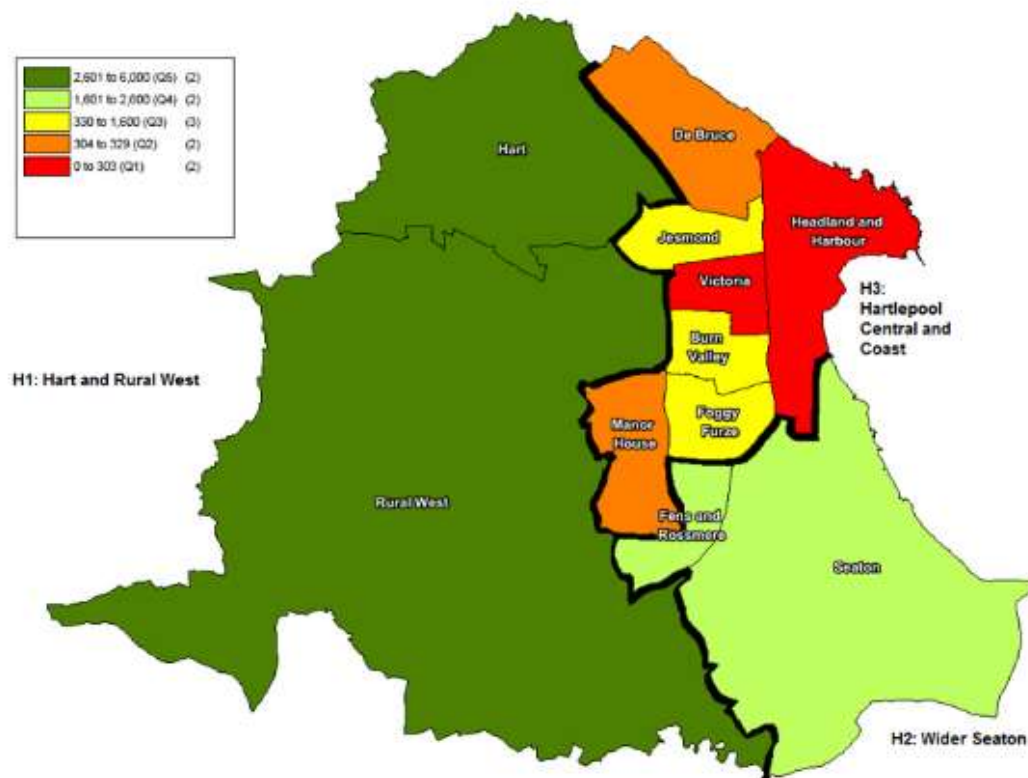 2,601 to 6,000 (Q5) (2)
1,601 to 2,600 (Q4) (2)
330 to 1,600 (Q3) (3)
304 to 329 (Q2) (2)
0 to 303 (Q1) (2)
Hart
De Bruce
Jesmond
Headland and
Harbour
Victoria
H3:
Hartlepool
Central and
Coast
Burn
Valley
H1: Hart and Rural West
Manor
House
Foggy
Furze
Rural West
Fens and
Rossmere
Seaton
H2: Wider Seaton